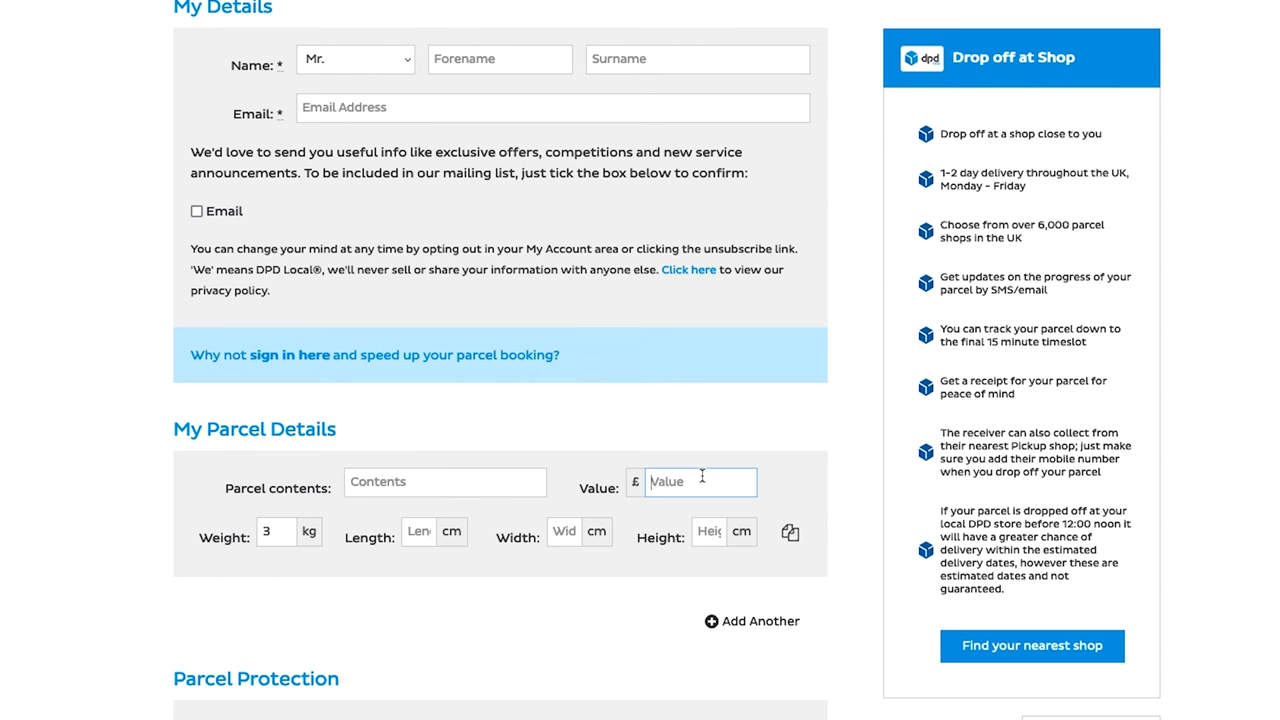 My Details
Name: * Mr. Forename Surname
Email: * Email Address
We'd love to send you useful info like exclusive offers, competitions and new service
announcements. To be included in our mailing list, just tick the box below to confirm:
Email
You can change your mind at any time by opting out in your My Account area or clicking the unsubscribe link.
'We' means DPD Local®, we'll never sell or share your information with anyone else. Click here to view our
privacy policy.
Why not sign in here and speed up your parcel booking?
My Parcel Details
Parcel contents: Contents Value: £ Value
Weight: 3 kg Length: Len cm Width: Wid cm Height: Heig cm
Add Another
Parcel Protection
dpd Drop off at Shop
Drop off at a shop close to you
1-2 day delivery throughout the UK,
Monday - Friday
Choose from over 6,000 parcel
shops in the UK
Get updates on the progress of your
parcel by SMS/email
You can track your parcel down to
the final 15 minute timeslot
Get a receipt for your parcel for
peace of mind
The receiver can also collect from
their nearest Pickup shop; just make
sure you add their mobile number
when you drop off your parcel
If your parcel is dropped off at your
local DPD store before 12:00 noon it
will have a greater chance of
delivery within the estimated
delivery dates, however these are
estimated dates and not
guaranteed.
Find your nearest shop